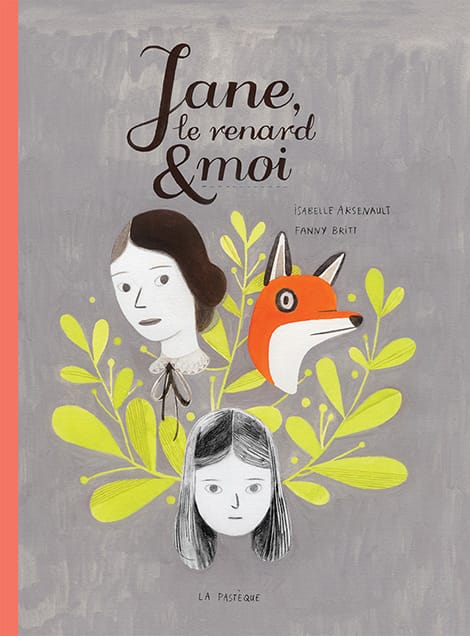 Jane,
le renard
& moi
ISABELLE ARSENAULT
FANNY BRITT
LA PASTÈQUE